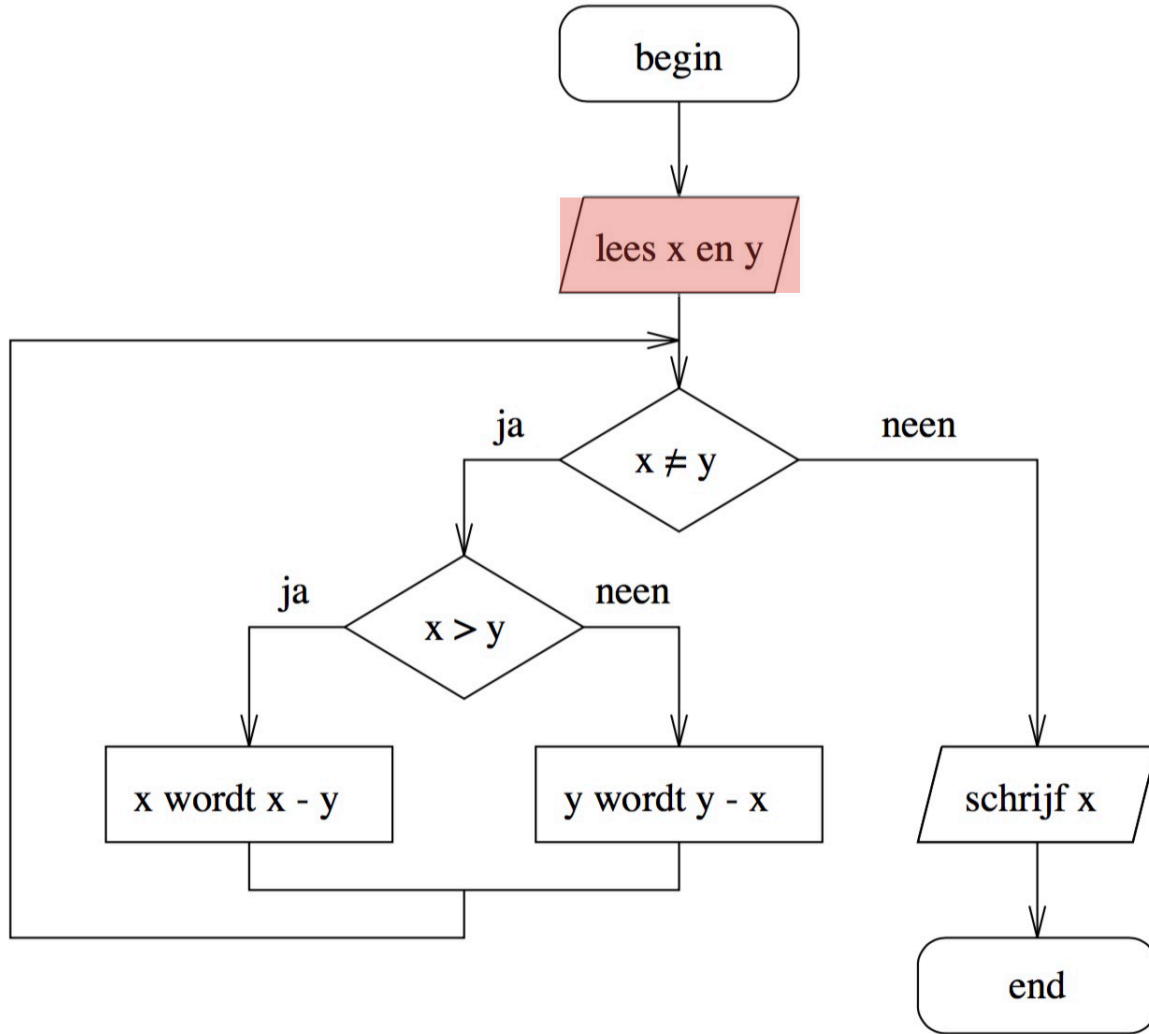 begin
lees x en y
ja
neen
x ≠ y
ja
neen
x > y
x wordt x - y
y wordt y - x
schrijf x
end